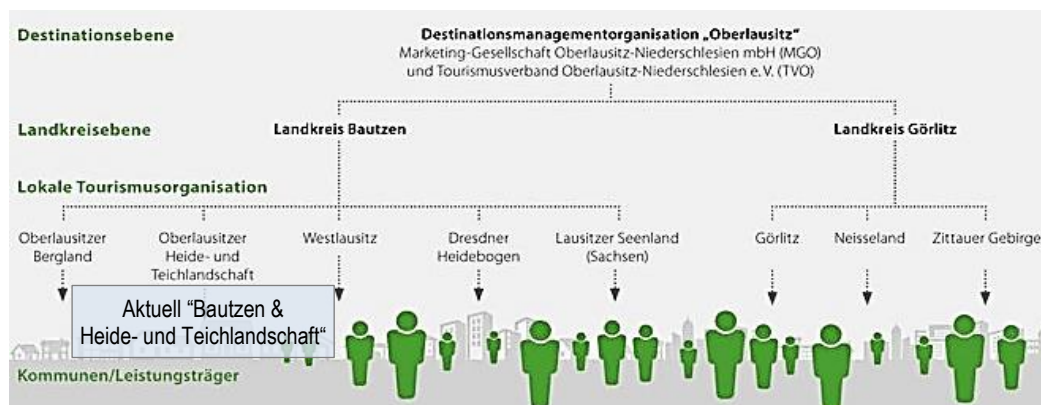 Destinationsebene
Destinationsmanagementorganisation „Oberlausitz“
Marketing-Gesellschaft Oberlausitz-Niederschlesien mbH (MGO)
und Tourismusverband Oberlausitz-Niederschlesien e. V. (TVO)
Landkreisebene
Landkreis Bautzen
Landkreis Görlitz
Lokale Tourismusorganisation
Oberlausitzer
Bergland
Oberlausitzer
Heide- und
Teichlandschaft
Westlausitz
Dresdner
Heidebogen
Lausitzer Seenland
(Sachsen)
Görlitz
Neisseland
Zittauer Gebirge
Aktuell “Bautzen &
Heide- und Teichlandschaft“
Kommunen/Leistungsträger